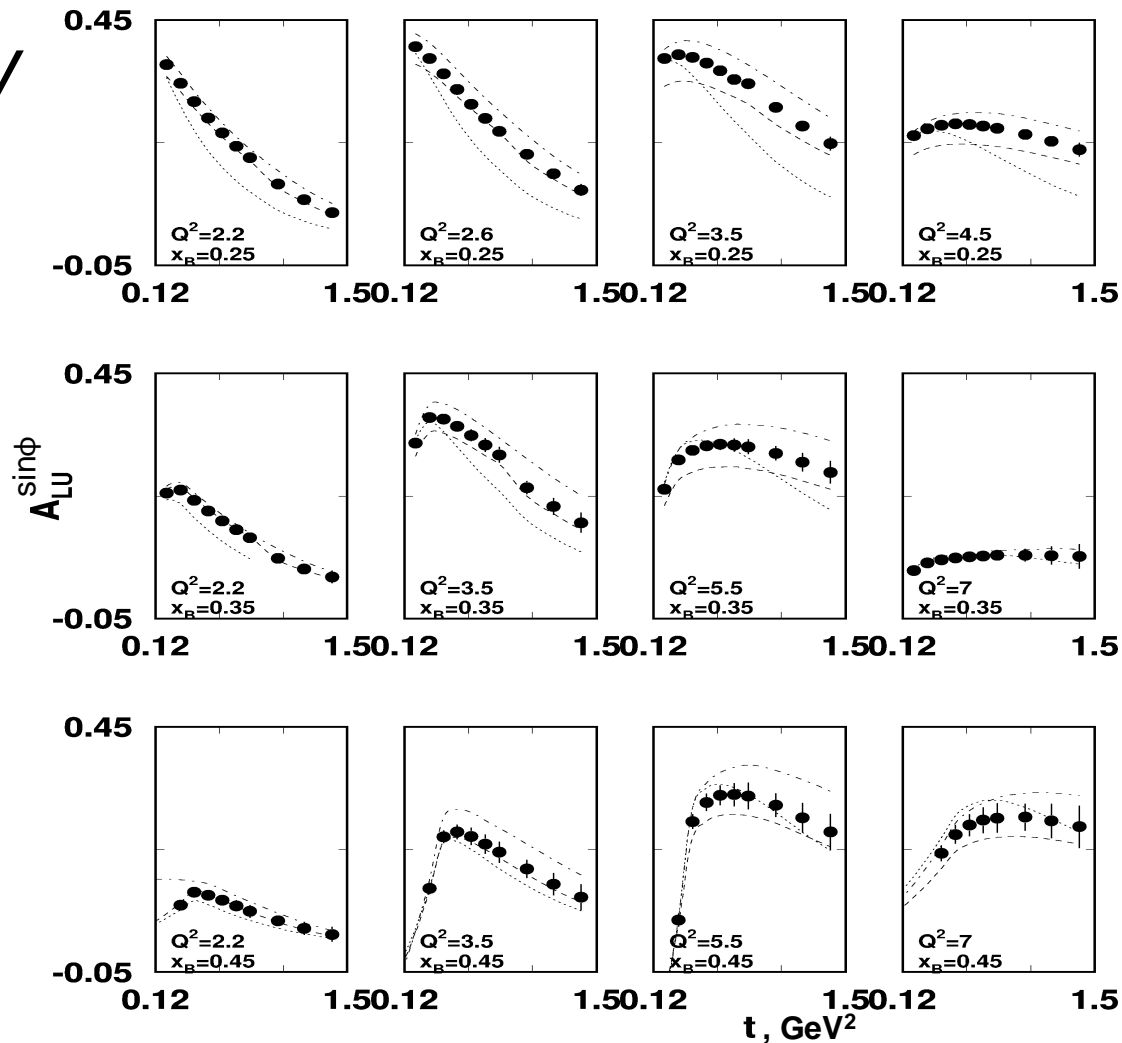 0.45
Q²=2.2
x_B=0.25
Q²=2.6
x_B=0.25
Q²=3.5
x_B=0.25
Q²=4.5
x_B=0.25
-0.05
0.12 1.50.12 1.50.12 1.50.12 1.5
0.45
A_LU^sinϕ
Q²=2.2
x_B=0.35
Q²=3.5
x_B=0.35
Q²=5.5
x_B=0.35
Q²=7
x_B=0.35
-0.05
0.12 1.50.12 1.50.12 1.50.12 1.5
0.45
Q²=2.2
x_B=0.45
Q²=3.5
x_B=0.45
Q²=5.5
x_B=0.45
Q²=7
x_B=0.45
-0.05
0.12 1.50.12 1.50.12 1.50.12 1.5
t , GeV²